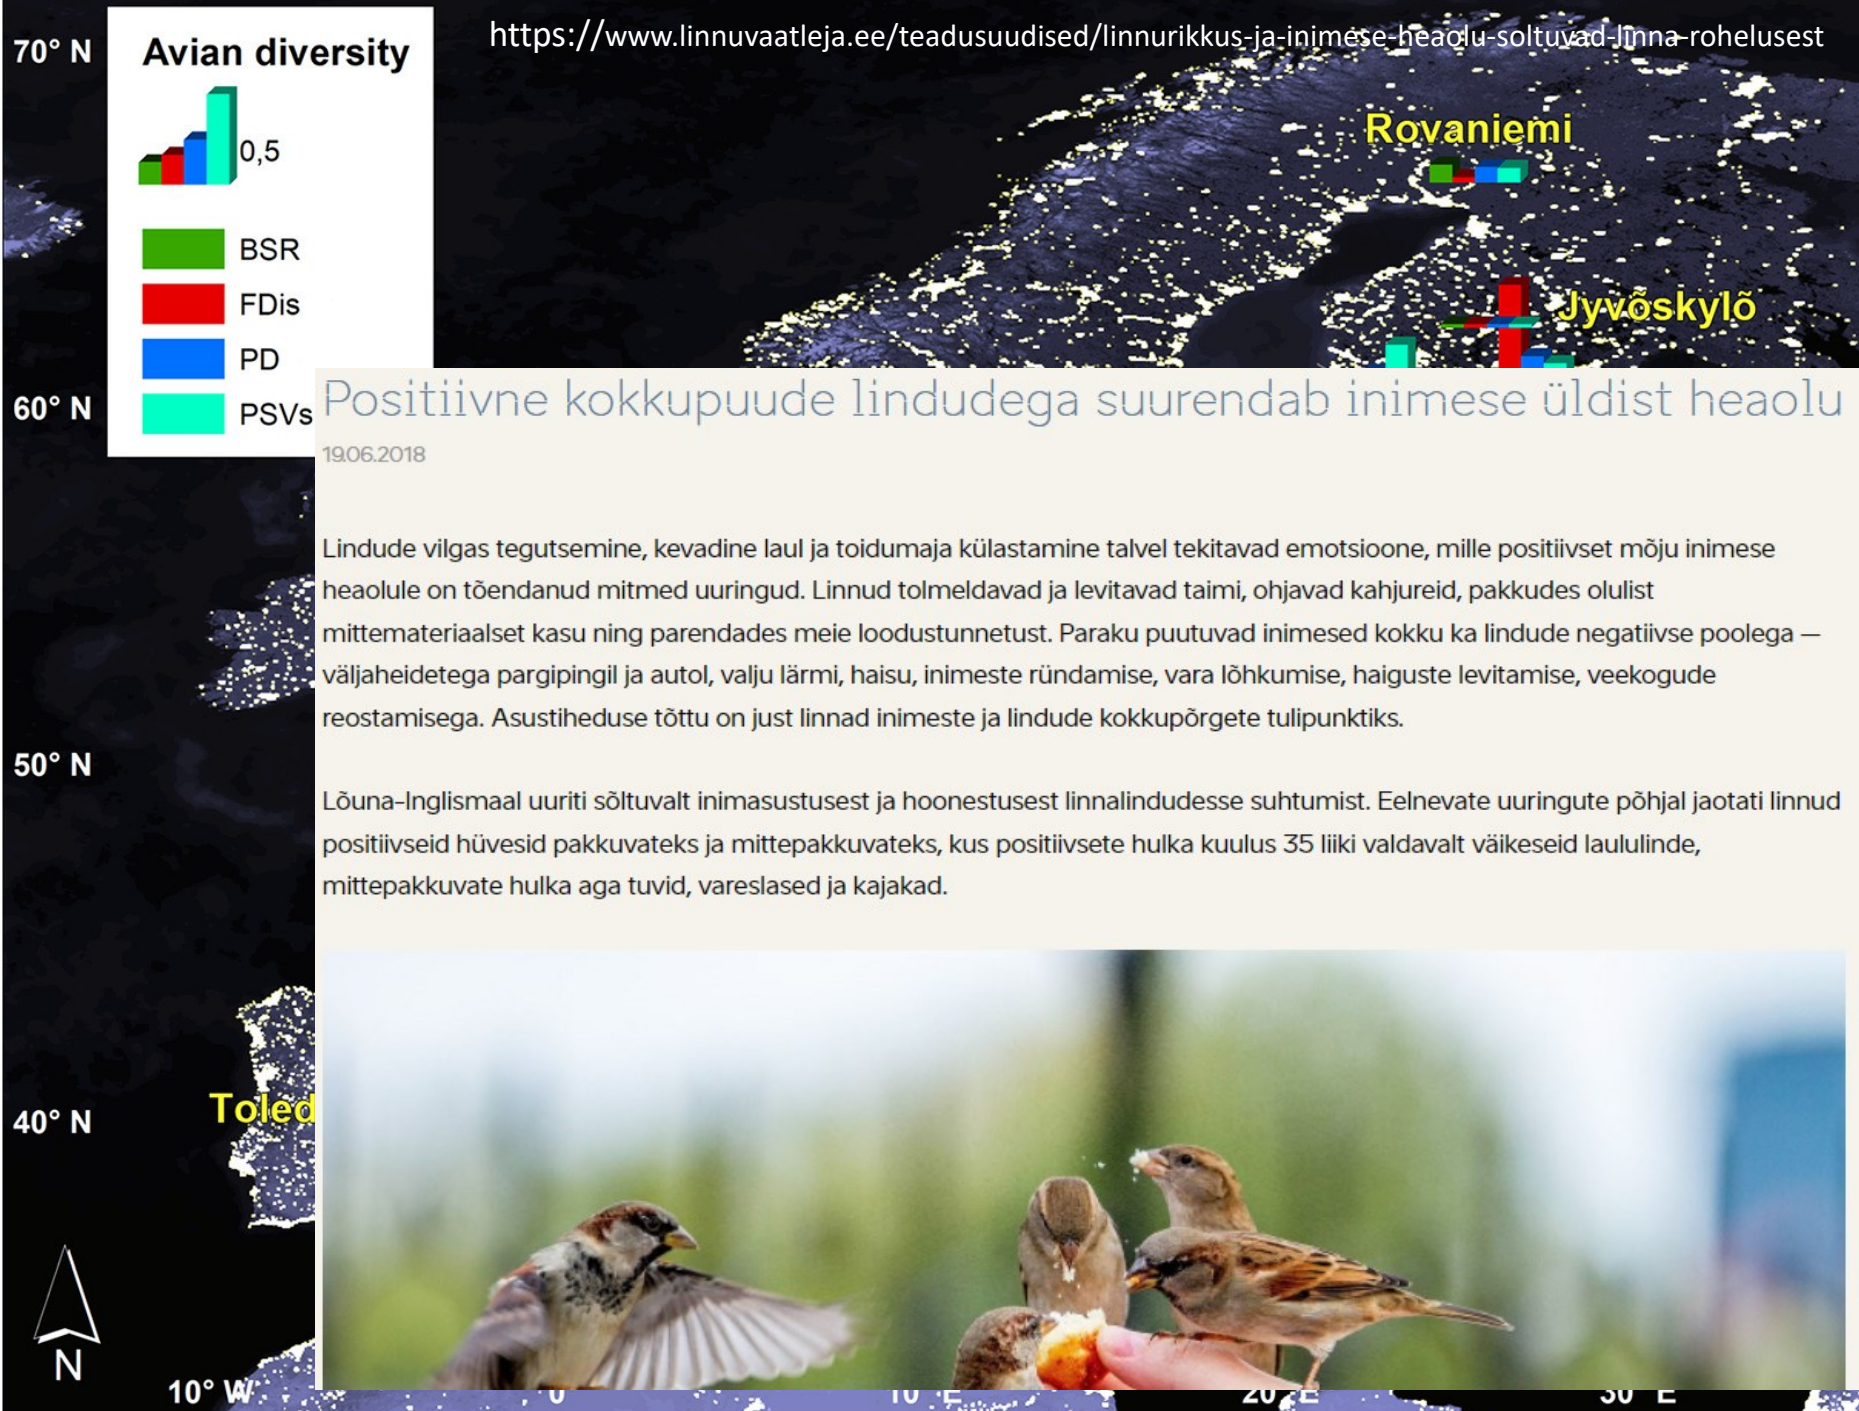 https://www.linnuvaatleja.ee/teadusuudised/linnurikkus-ja-inimese-heaolu-soltuvad-linna-rohelusest
70° N
Avian diversity
0,5
BSR
FDis
PD
PSVs
Rovaniemi
Jyvõskylõ
60° N
Positiivne kokkupuude lindudega suurendab inimese üldist heaolu
19.06.2018
Lindude vilgas tegutsemine, kevadine laul ja toidumaja külastamine talvel tekitavad emotsioone, mille positiivset mõju inimese
heaolule on tõendanud mitmed uuringud. Linnud tolmeldavad ja levitavad taimi, ohjavad kahjureid, pakkudes olulist
mittemateriaalset kasu ning parendades meie loodustunnetust. Paraku puutuvad inimesed kokku ka lindude negatiivse poolega —
väljaheidetega pargipingil ja autol, valju lärmi, haisu, inimeste ründamise, vara lõhkumise, haiguste levitamise, veekogude
reostamisega. Asustiheduse tõttu on just linnad inimeste ja lindude kokkupõrgete tulipunktiks.
50° N
Lõuna-Inglismaal uuriti sõltuvalt inimasustusest ja hoonestusest linnalindudesse suhtumist. Eelnevate uuringute põhjal jaotati linnud
positiivseid hüvesid pakkuvateks ja mittepakkuvateks, kus positiivsete hulka kuulus 35 liiki valdavalt väikeseid laululinde,
mittepakkuvate hulka aga tuvid, vareslased ja kajakad.
Toled
40° N
N
10° W
0
10 E
20 E
30 E